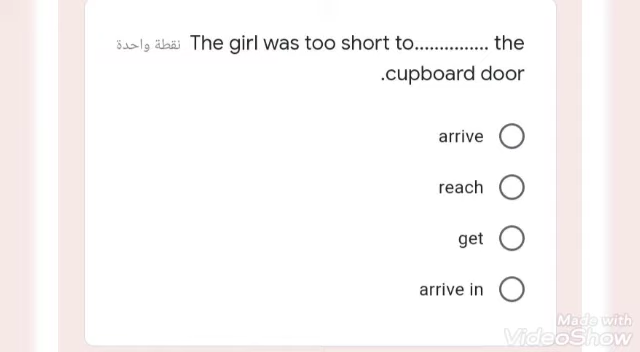 The girl was too short to............... the نقطة واحدة
cupboard door.
arrive
reach
get
arrive in
Made with
VideoShow